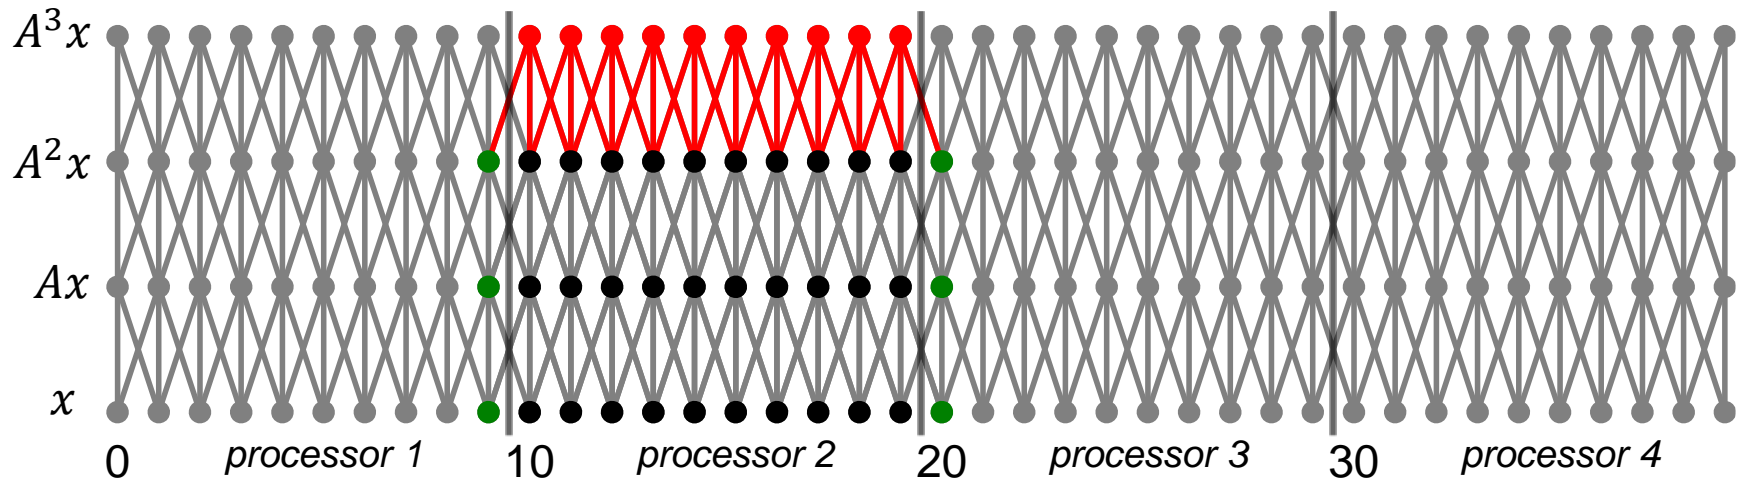 A³x
A²x
Ax
x
0 processor 1 10 processor 2 20 processor 3 30 processor 4